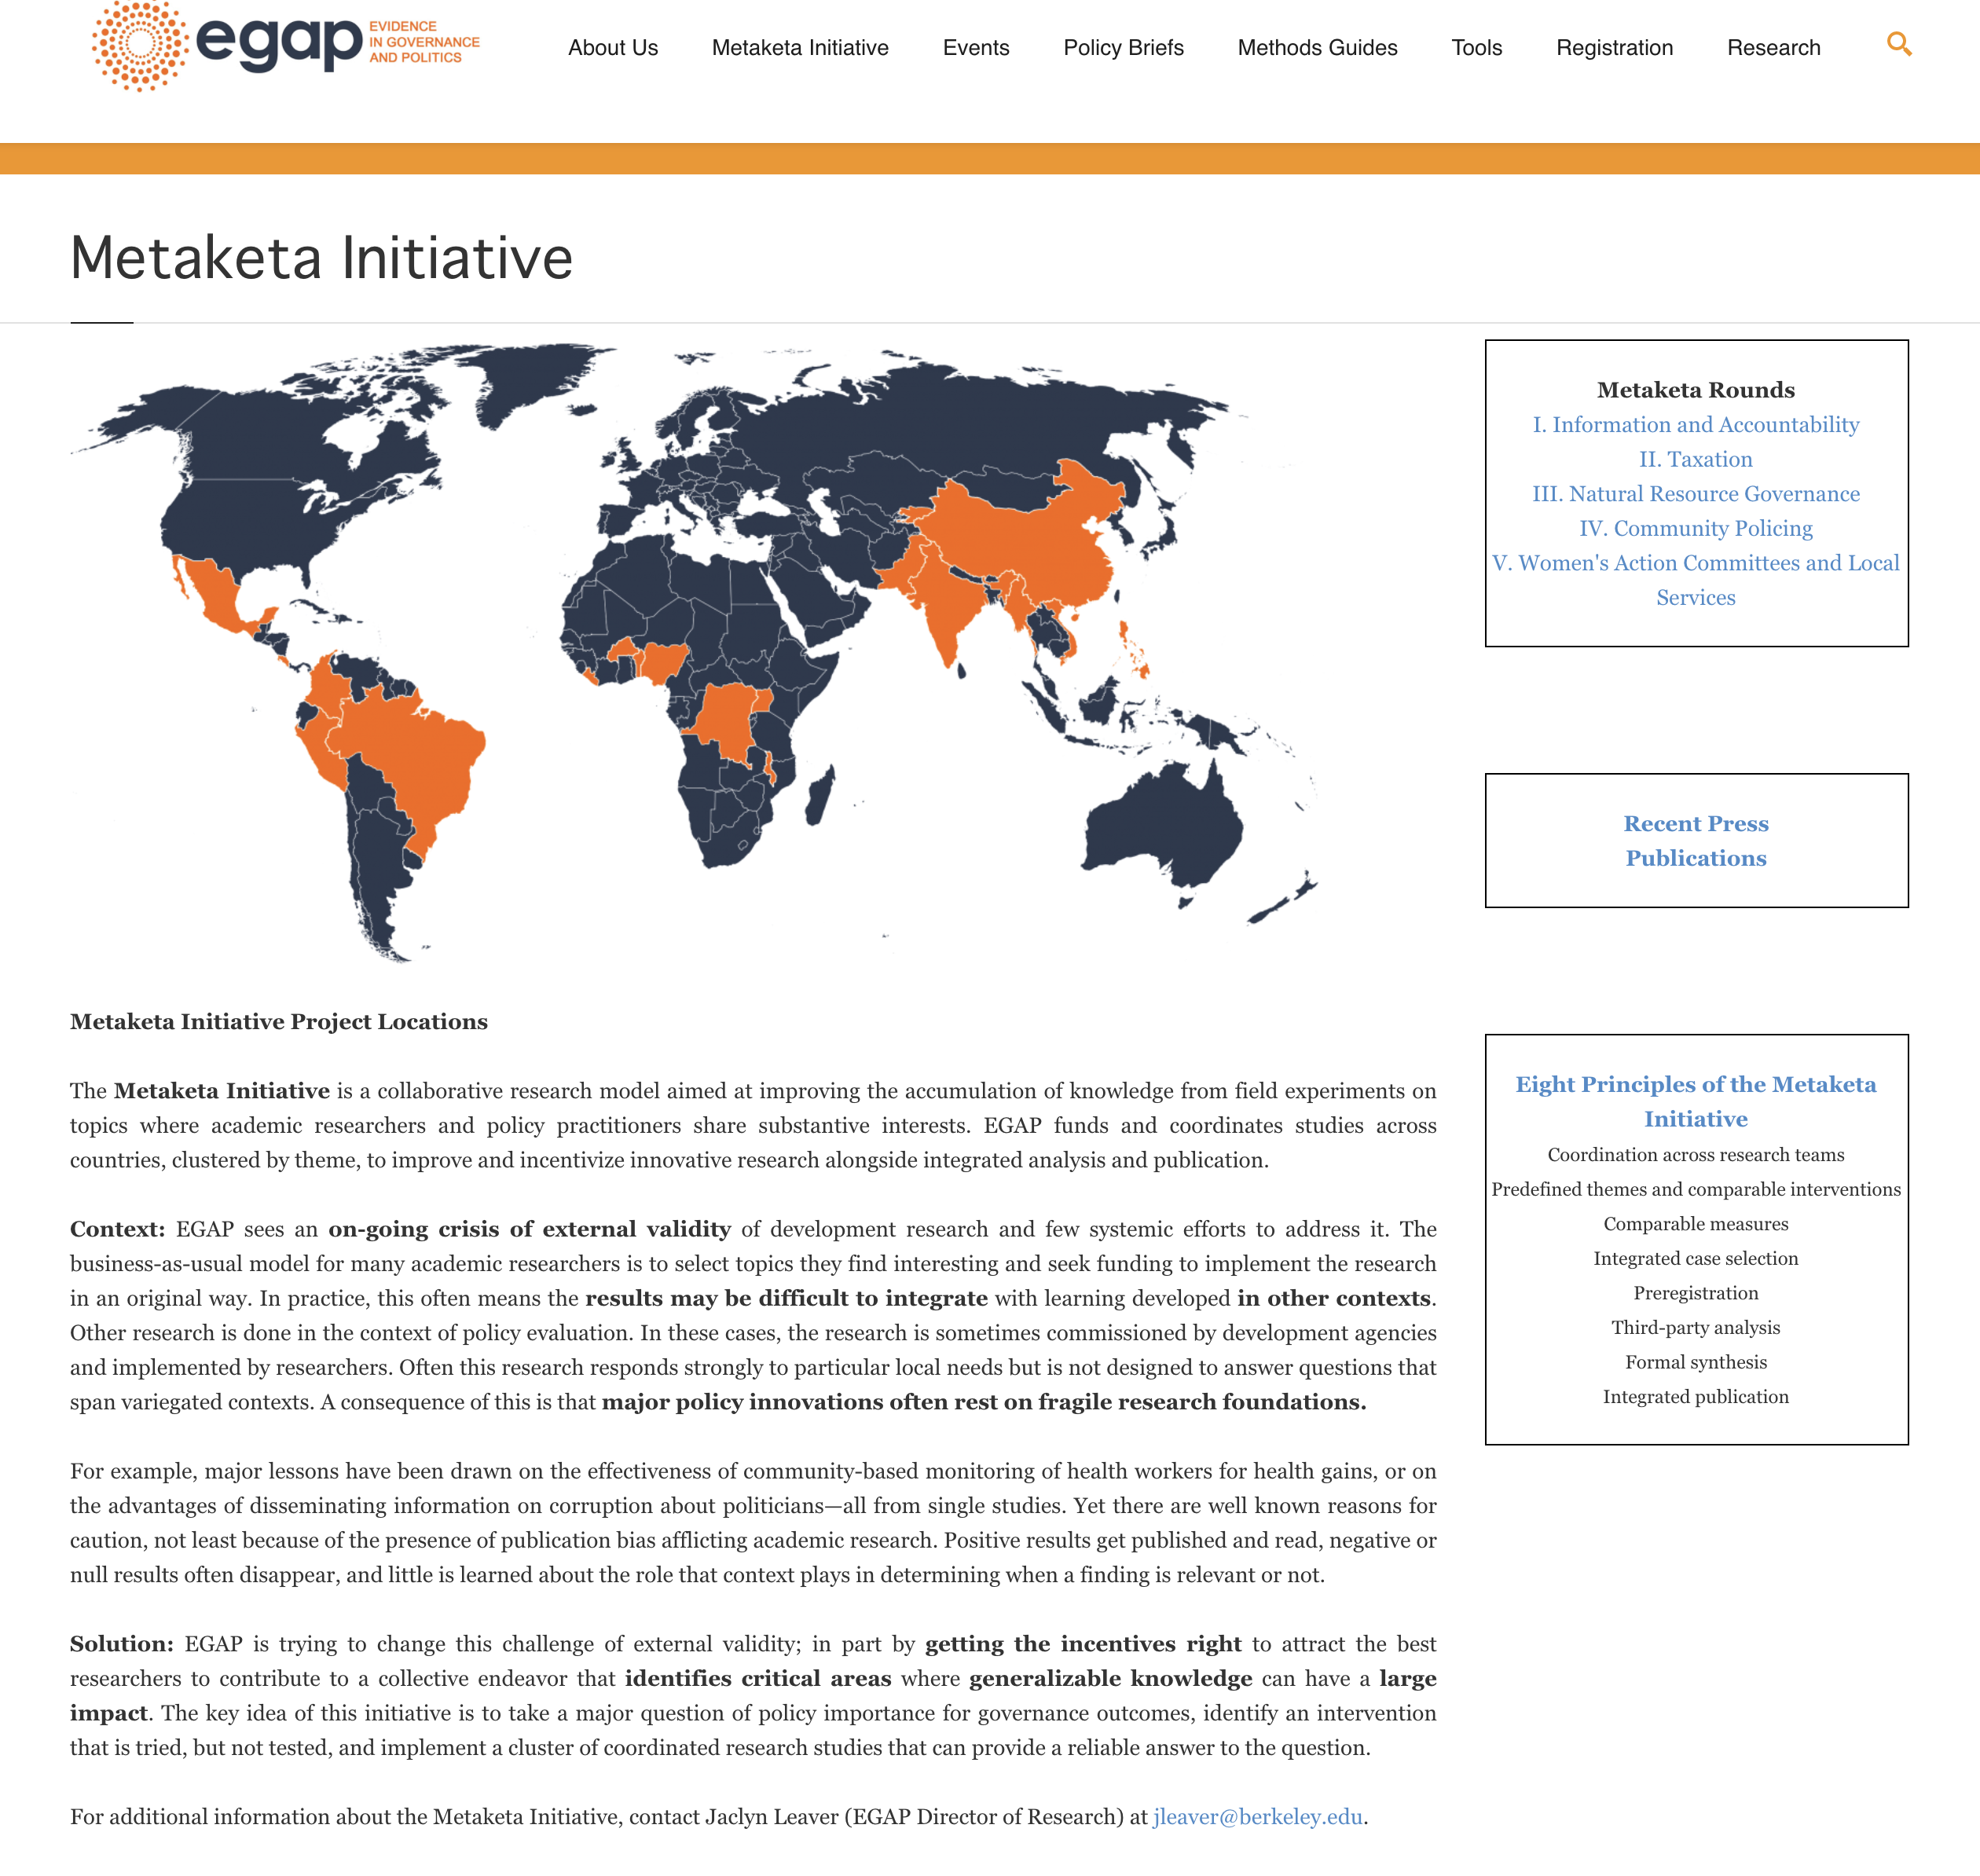 egap EVIDENCE
IN GOVERNANCE
AND POLITICS
About Us Metaketa Initiative Events Policy Briefs Methods Guides Tools Registration Research
Metaketa Initiative
Metaketa Rounds
I. Information and Accountability
II. Taxation
III. Natural Resource Governance
IV. Community Policing
V. Women's Action Committees and Local
Services
Recent Press
Publications
Metaketa Initiative Project Locations
The Metaketa Initiative is a collaborative research model aimed at improving the accumulation of knowledge from field experiments on
topics where academic researchers and policy practitioners share substantive interests. EGAP funds and coordinates studies across
countries, clustered by theme, to improve and incentivize innovative research alongside integrated analysis and publication.
Context: EGAP sees an on-going crisis of external validity of development research and few systemic efforts to address it. The
business-as-usual model for many academic researchers is to select topics they find interesting and seek funding to implement the research
in an original way. In practice, this often means the results may be difficult to integrate with learning developed in other contexts.
Other research is done in the context of policy evaluation. In these cases, the research is sometimes commissioned by development agencies
and implemented by researchers. Often this research responds strongly to particular local needs but is not designed to answer questions that
span variegated contexts. A consequence of this is that major policy innovations often rest on fragile research foundations.
For example, major lessons have been drawn on the effectiveness of community-based monitoring of health workers for health gains, or on
the advantages of disseminating information on corruption about politicians—all from single studies. Yet there are well known reasons for
caution, not least because of the presence of publication bias afflicting academic research. Positive results get published and read, negative or
null results often disappear, and little is learned about the role that context plays in determining when a finding is relevant or not.
Solution: EGAP is trying to change this challenge of external validity; in part by getting the incentives right to attract the best
researchers to contribute to a collective endeavor that identifies critical areas where generalizable knowledge can have a large
impact. The key idea of this initiative is to take a major question of policy importance for governance outcomes, identify an intervention
that is tried, but not tested, and implement a cluster of coordinated research studies that can provide a reliable answer to the question.
For additional information about the Metaketa Initiative, contact Jaclyn Leaver (EGAP Director of Research) at jleaver@berkeley.edu.
Eight Principles of the Metaketa
Initiative
Coordination across research teams
Predefined themes and comparable interventions
Comparable measures
Integrated case selection
Preregistration
Third-party analysis
Formal synthesis
Integrated publication